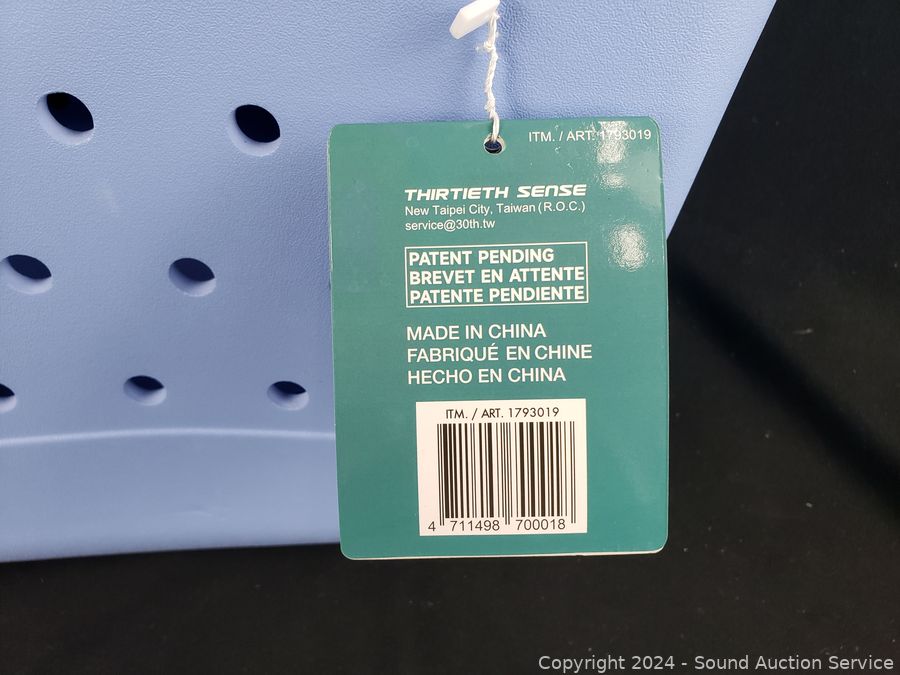 ITM. / ART. 1793019
THIRTIETH SENSE
New Taipei City, Taiwan (R.O.C.)
service@30th.tw
PATENT PENDING
BREVET EN ATTENTE
PATENTE PENDIENTE
MADE IN CHINA
FABRIQUÉ EN CHINE
HECHO EN CHINA
ITM. / ART. 1793019
4 711498 700018
Copyright 2024 - Sound Auction Service